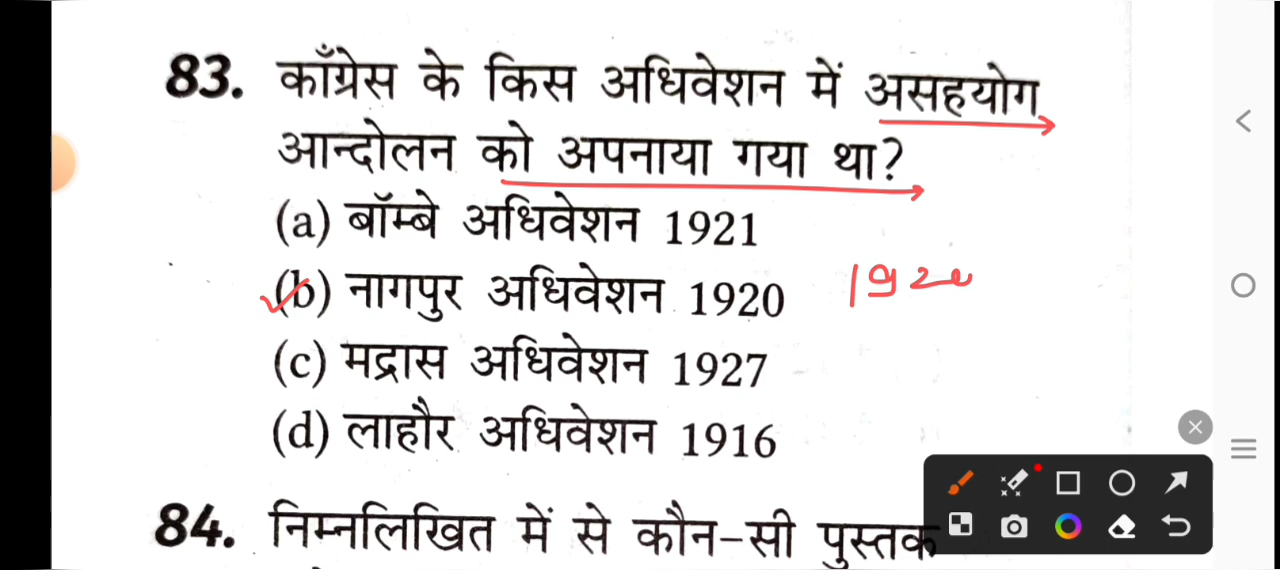 83. काँग्रेस के किस अधिवेशन में असहयोग
आन्दोलन को अपनाया गया था?
(a) बॉम्बे अधिवेशन 1921
(b) नागपुर अधिवेशन 1920 1920
(c) मद्रास अधिवेशन 1927
(d) लाहौर अधिवेशन 1916
84. निम्नलिखित में से कौन-सी पुस्तक